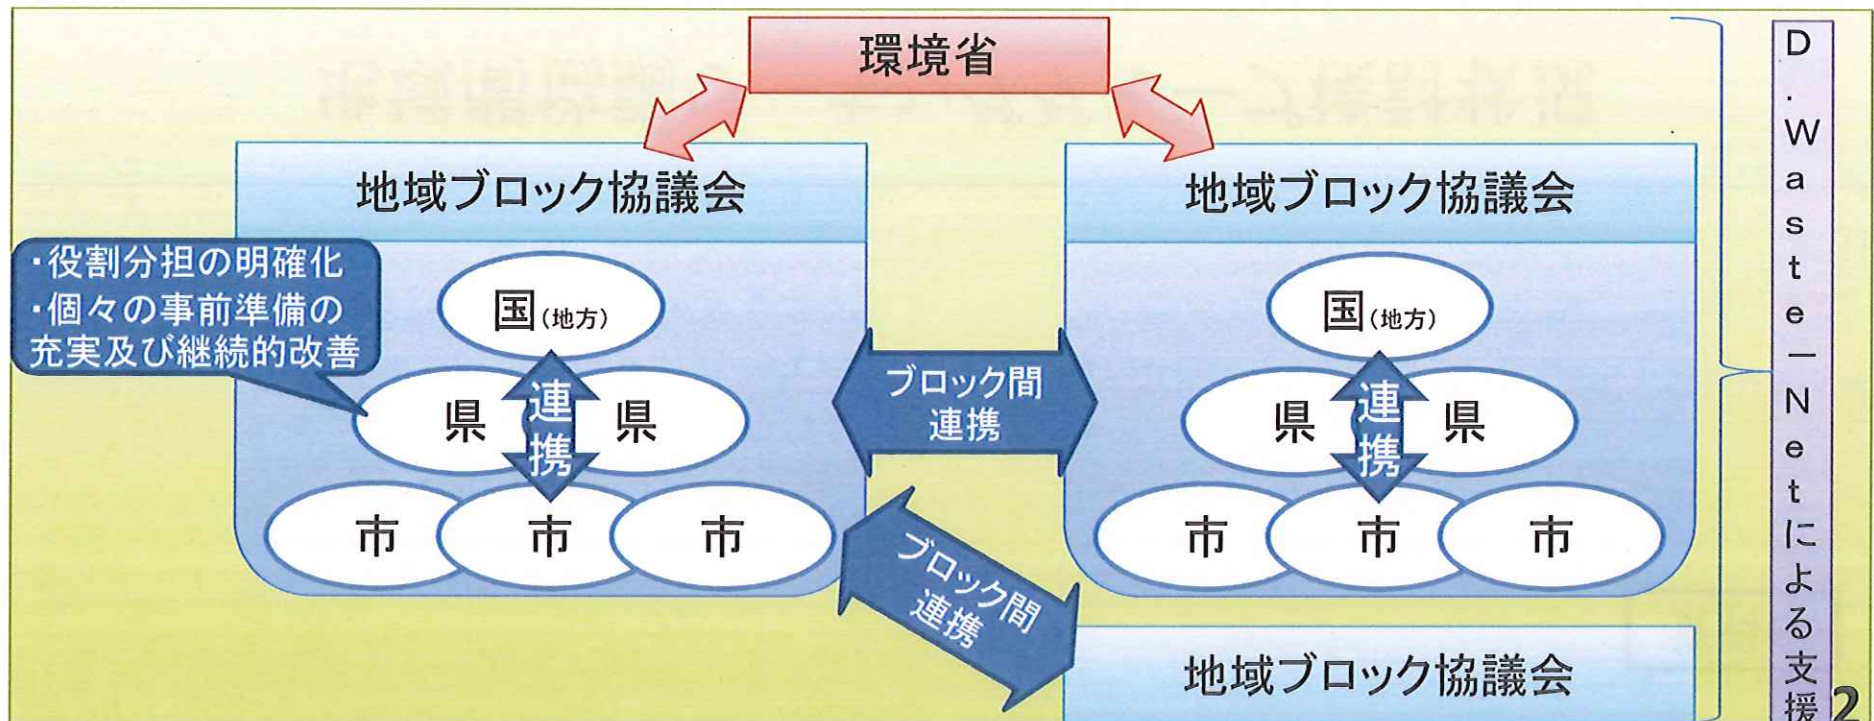 環境省
地域ブロック協議会
地域ブロック協議会
・役割分担の明確化
・個々の事前準備の
充実及び継続的改善
国(地方)
県
県
連携
市
市
市
ブロック間
連携
国(地方)
県
県
連携
市
市
市
ブロック間
連携
地域ブロック協議会
D.Waste-Netによる支援
2